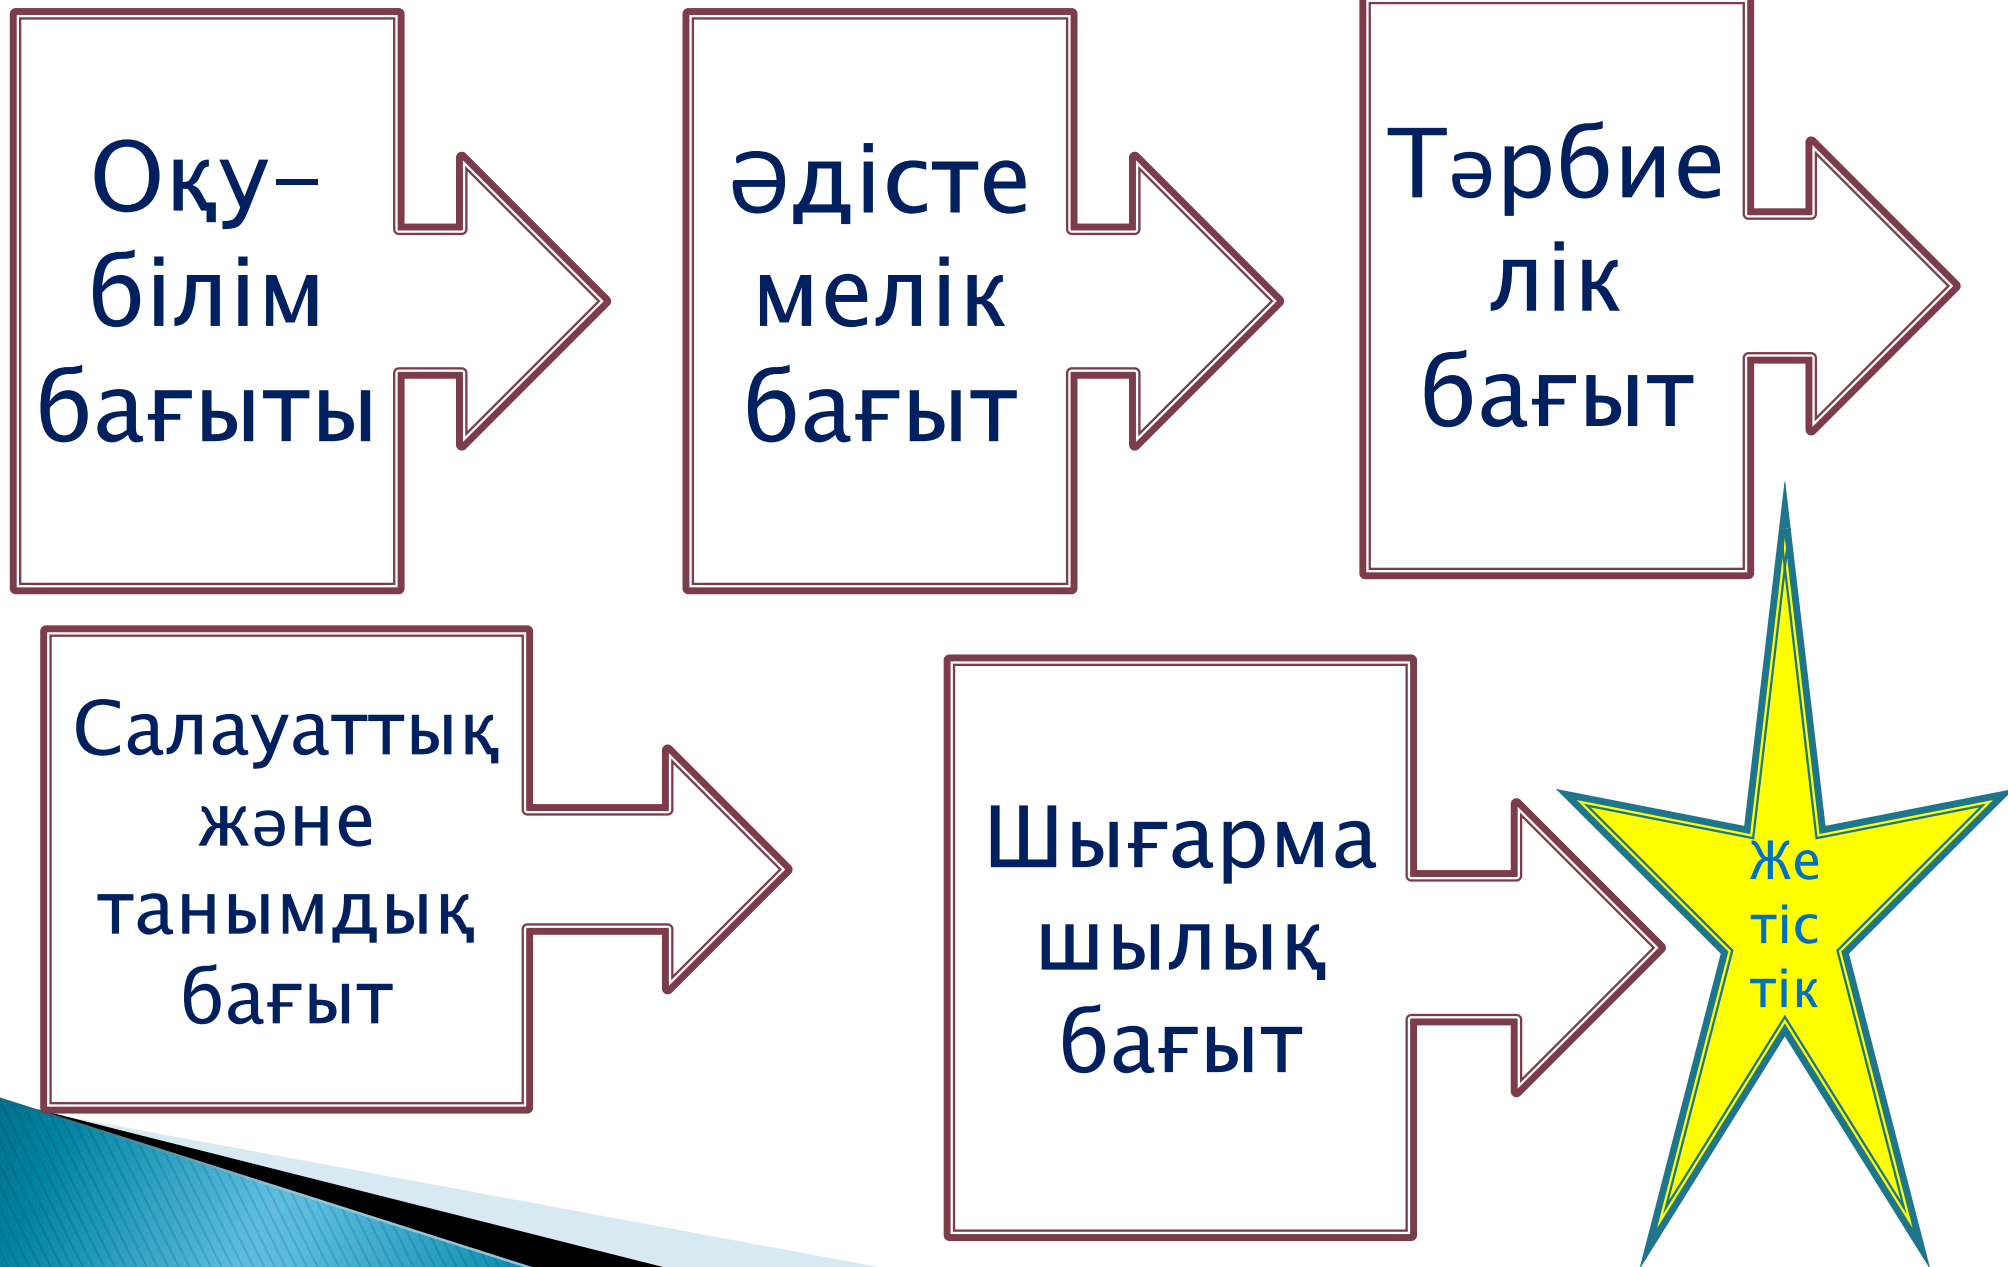 Оқу-
білім
бағыты
Әдісте
мелік
бағыт
Тәрбие
лік
бағыт
Салауаттық
және
танымдық
бағыт
Шығарма
шылық
бағыт
Же
тіс
тік